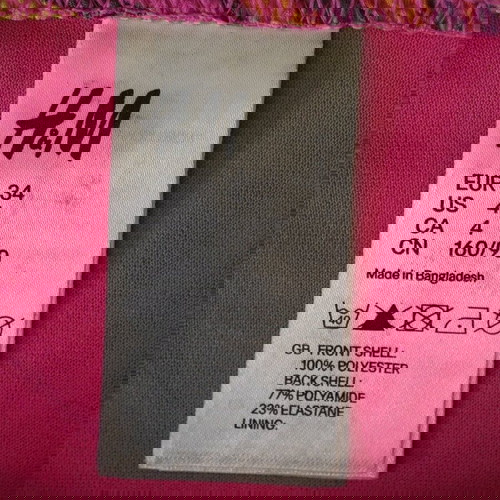 H&M
EUR 34
US 4
CA 4
CN 160/
Made in Bangladesh
40
GB FRONT SHELL:
100% POLYESTER
BACK SHELL:
77% POLYAMIDE
23% ELASTANE
LINING: